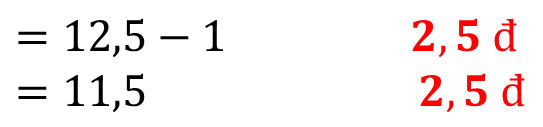 = 12,5 − 1 2,5 đ
= 11,5 2,5 đ